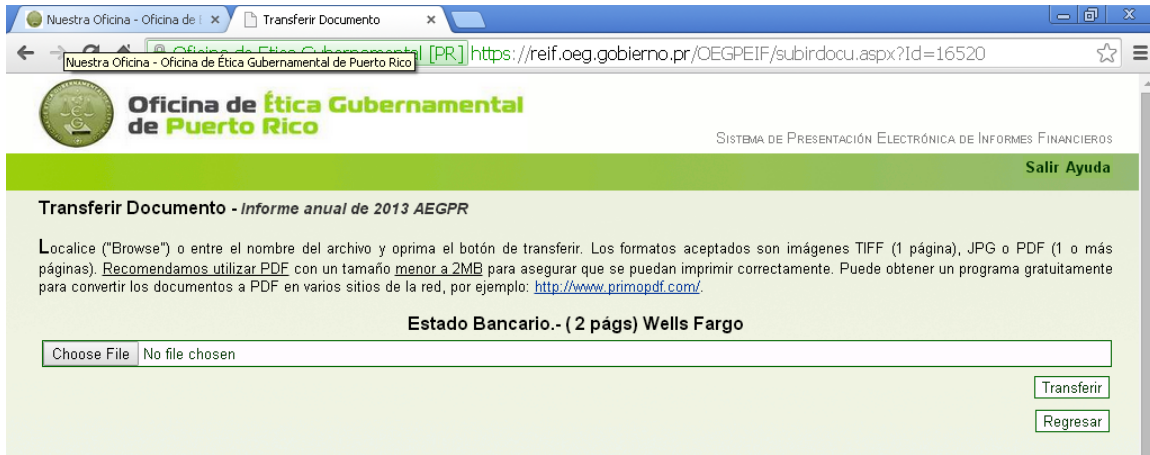 Nuestra Oficina - Oficina de
Transferir Documento
[PR] https://reif.oeg.gobierno.pr/OEGPEIF/subirdocu.aspx?Id=16520
Nuestra Oficina - Oficina de Ética Gubernamental de Puerto Rico
Oficina de Ética Gubernamental
de Puerto Rico
SISTEMA DE PRESENTACIÓN ELECTRÓNICA DE INFORMES FINANCIEROS
Salir Ayuda
Transferir Documento - Informe anual de 2013 AEGPR
Localice ("Browse") o entre el nombre del archivo y oprima el botón de transferir. Los formatos aceptados son imágenes TIFF (1 página), JPG o PDF (1 o más
páginas). Recomendamos utilizar PDF con un tamaño menor a 2MB para asegurar que se puedan imprimir correctamente. Puede obtener un programa gratuitamente
para convertir los documentos a PDF en varios sitios de la red, por ejemplo: http://www.primopdf.com/.
Estado Bancario.- ( 2 págs) Wells Fargo
Choose File No file chosen
Transferir
Regresar